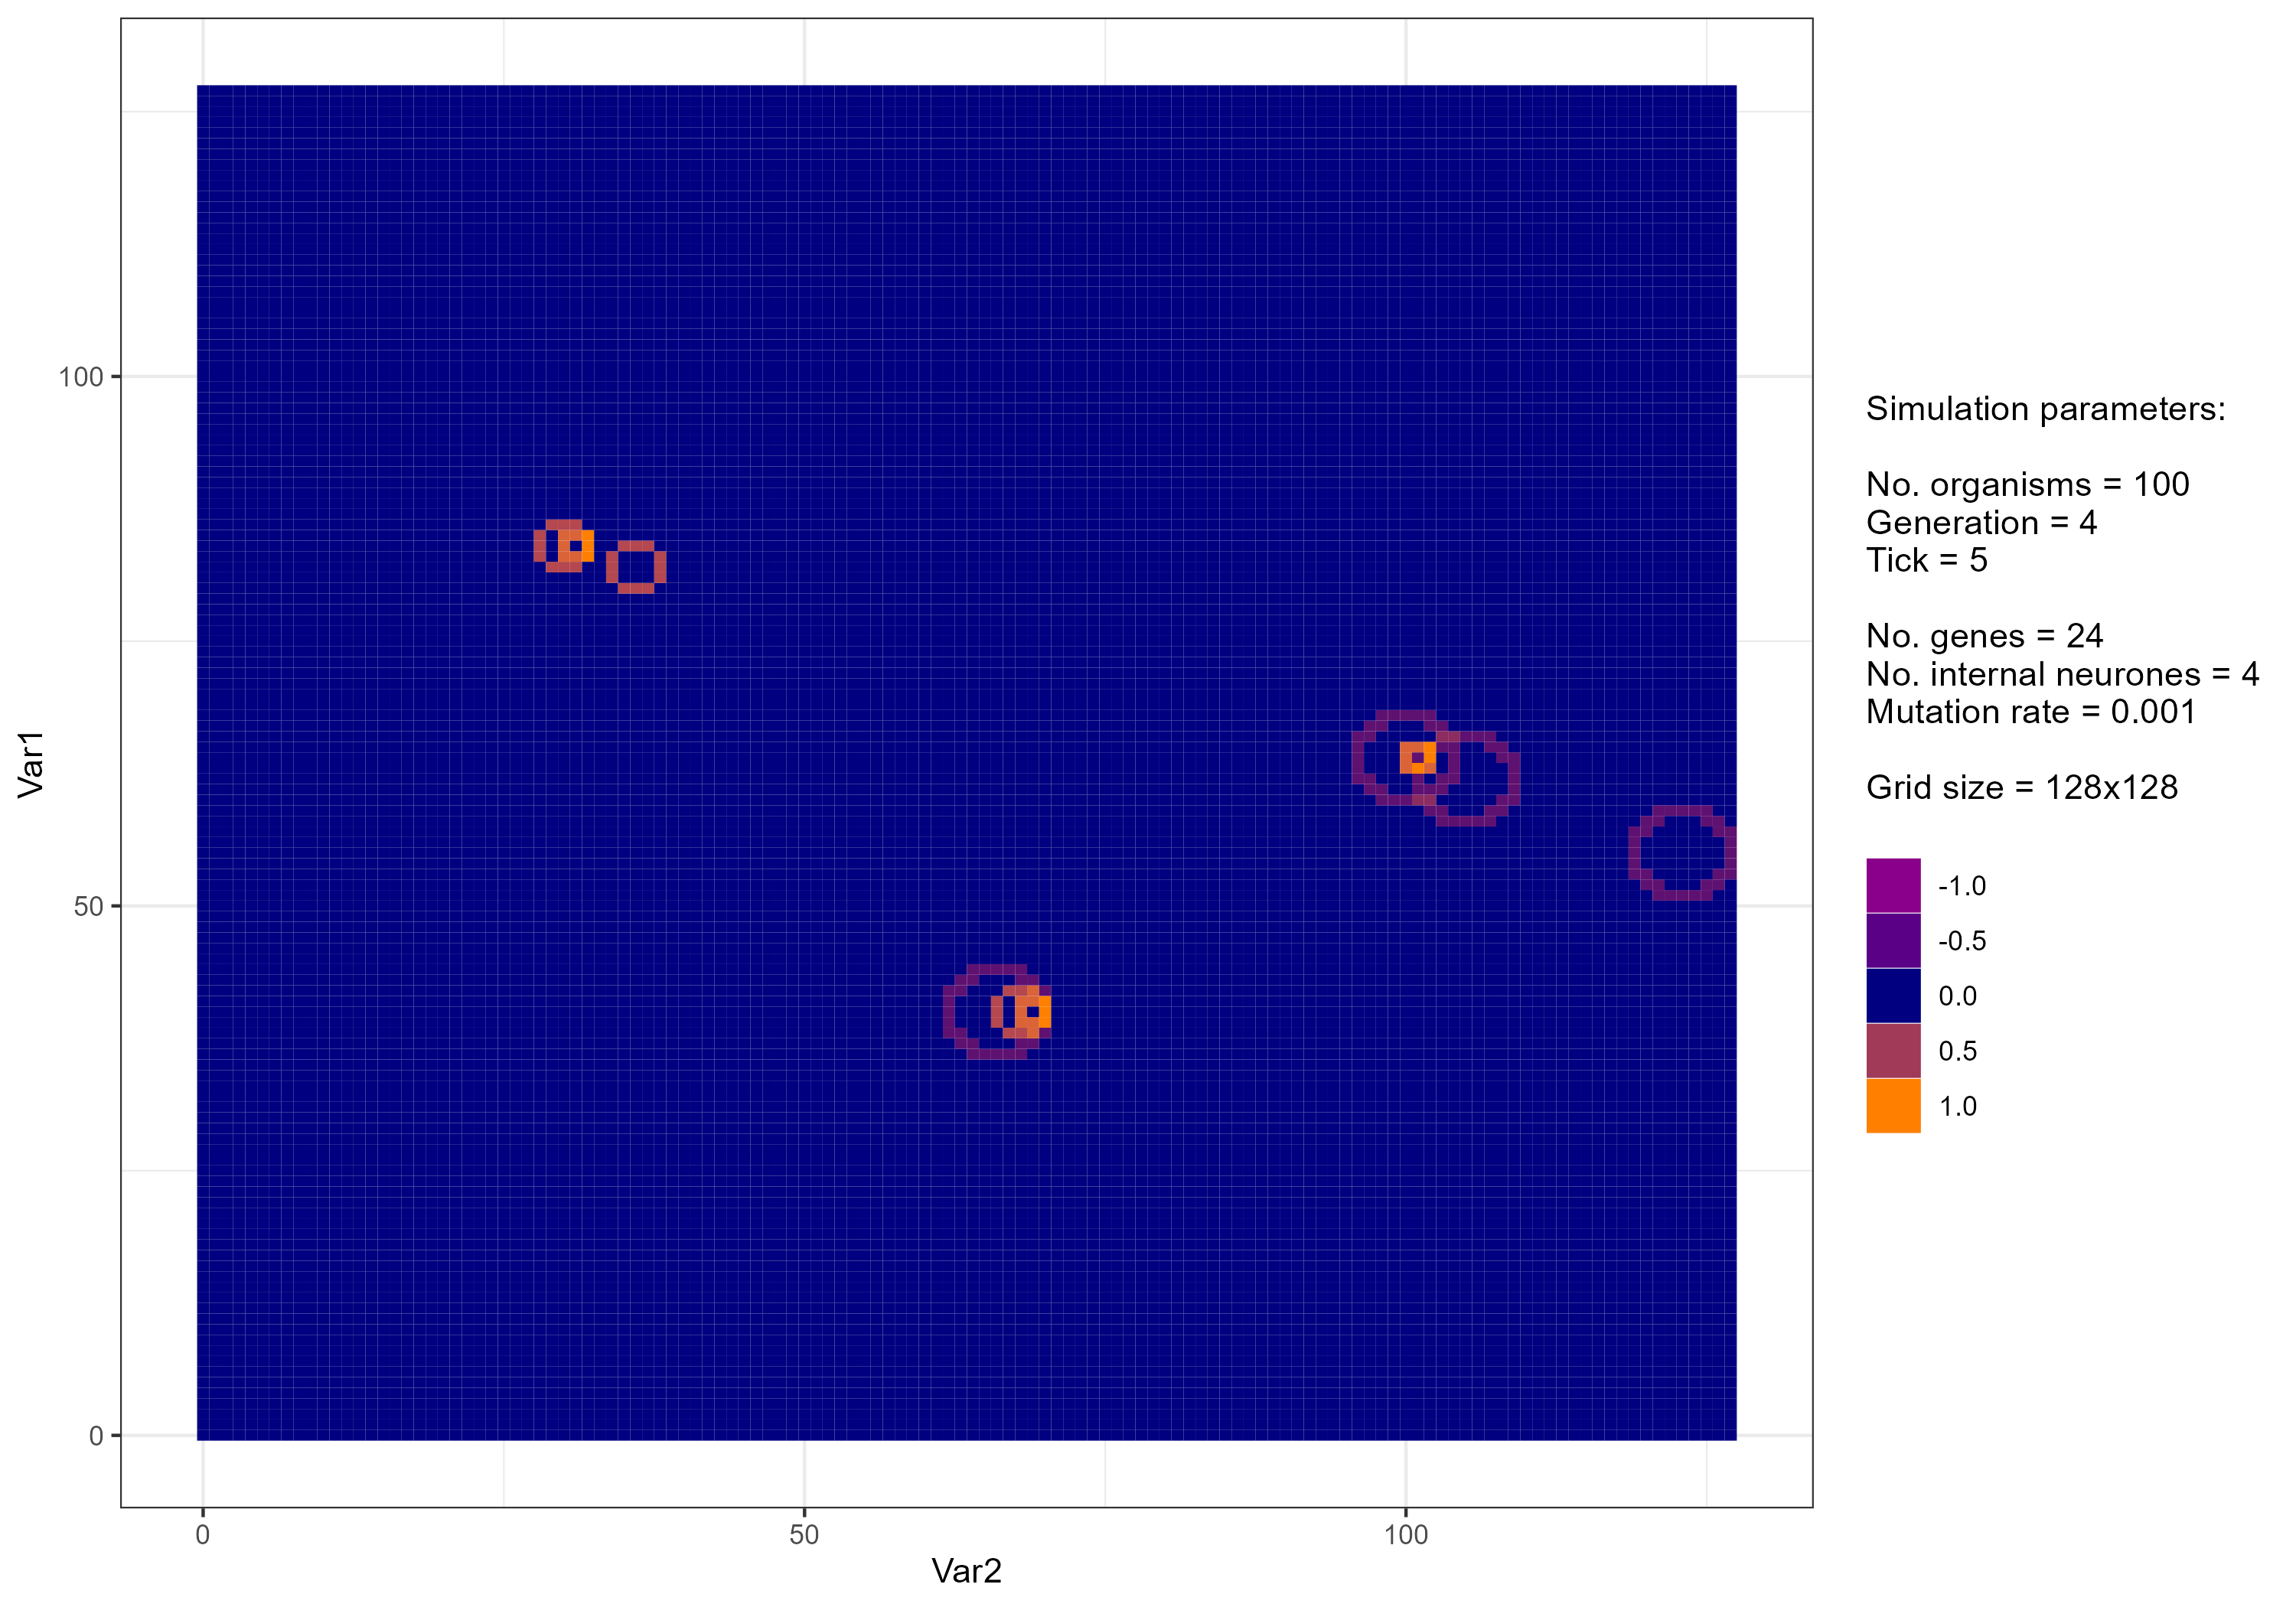 Var1
100
50
0
0
50
100
Var2
Simulation parameters:
No. organisms = 100
Generation = 4
Tick = 5
No. genes = 24
No. internal neurones = 4
Mutation rate = 0.001
Grid size = 128x128
-1.0
-0.5
0.0
0.5
1.0